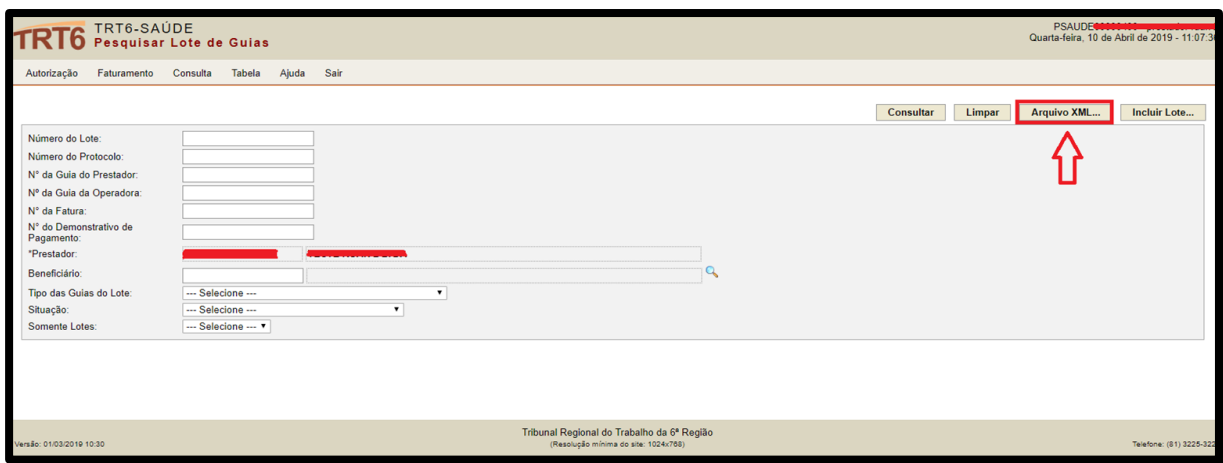 TRT6
TRT6-SAÚDE
Pesquisar Lote de Guias
PSAUDE
Quarta-feira, 10 de Abril de 2019 - 11:07:3
Autorização Faturamento Consulta Tabela Ajuda Sair
Consultar Limpar Arquivo XML... Incluir Lote...
Número do Lote:
Número do Protocolo:
N° da Guia do Prestador:
Nº da Guia da Operadora:
N° da Fatura:
N° do Demonstrativo de
Pagamento:
*Prestador:
Beneficiário:
Tipo das Guias do Lote: --- Selecione ---
Situação: --- Selecione ---
Somente Lotes: --- Selecione ---
Tribunal Regional do Trabalho da 6ª Região
Versão: 01/03/2019 10:30 (Resolução mínima do site: 1024x768) Telefone: (81) 3225-322